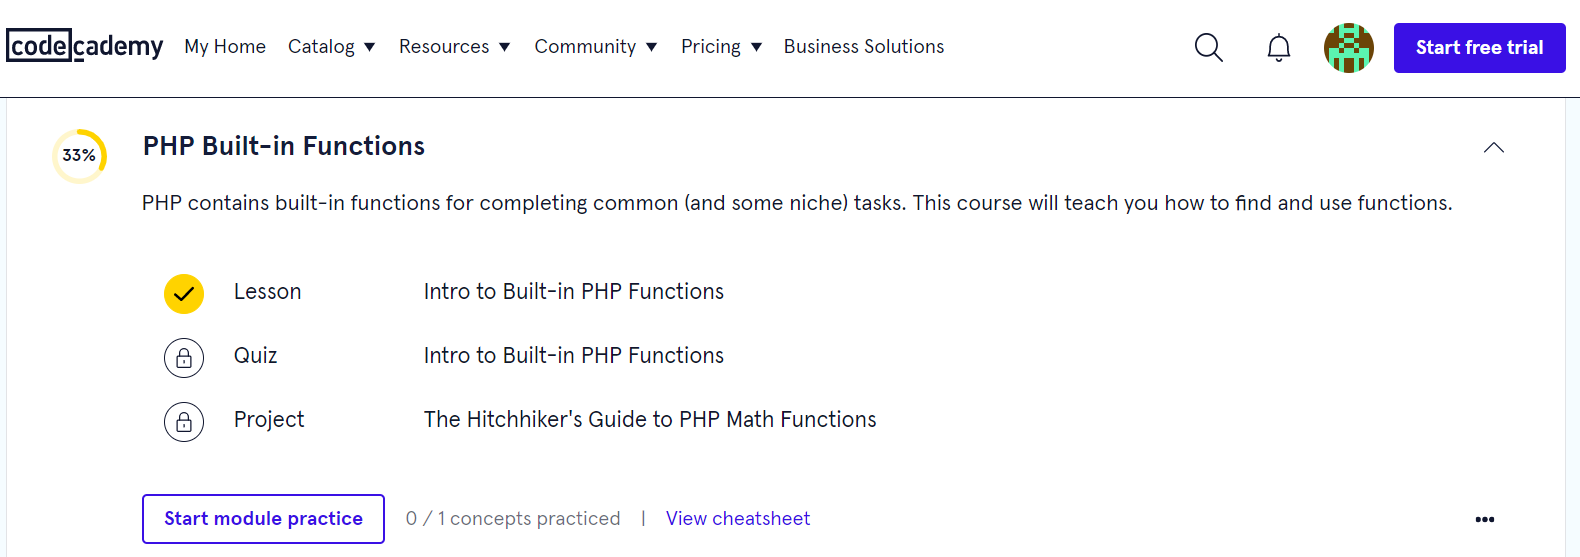 codecademy My Home Catalog Resources Community Pricing Business Solutions Start free trial
33% PHP Built-in Functions
PHP contains built-in functions for completing common (and some niche) tasks. This course will teach you how to find and use functions.
Lesson Intro to Built-in PHP Functions
Quiz Intro to Built-in PHP Functions
Project The Hitchhiker's Guide to PHP Math Functions
Start module practice 0 / 1 concepts practiced | View cheatsheet